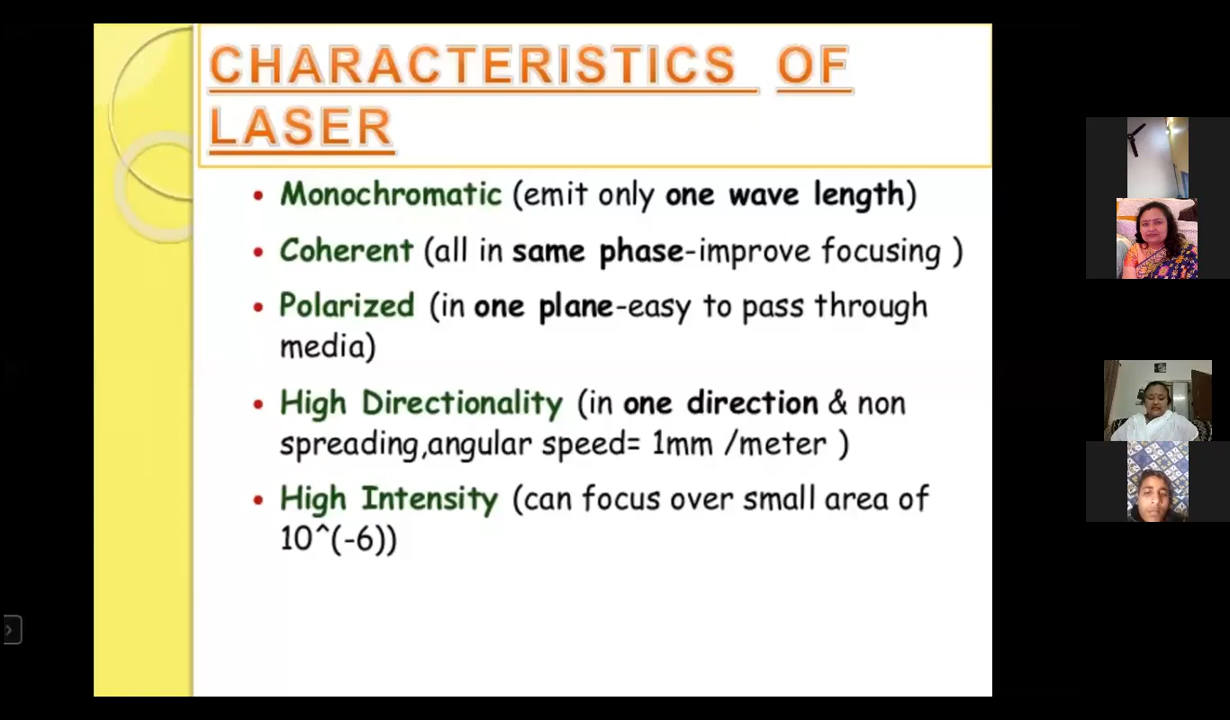 CHARACTERISTICS OF
LASER
• Monochromatic (emit only one wave length)
• Coherent (all in same phase-improve focusing )
• Polarized (in one plane-easy to pass through
media)
• High Directionality (in one direction & non
spreading,angular speed= 1mm /meter )
• High Intensity (can focus over small area of
10^(-6))